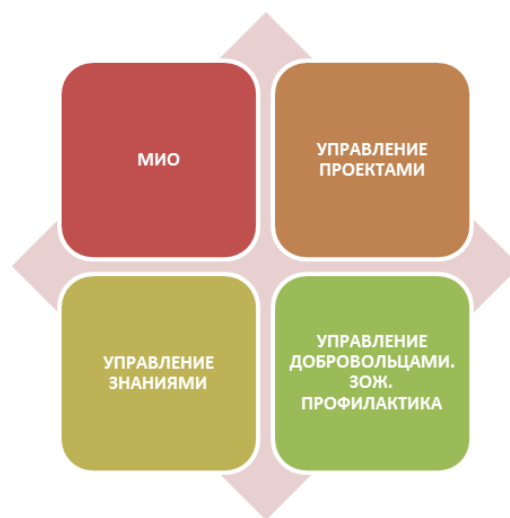 МИО
УПРАВЛЕНИЕ
ПРОЕКТАМИ
УПРАВЛЕНИЕ
ЗНАНИЯМИ
УПРАВЛЕНИЕ
ДОБРОВОЛЬЦАМИ.
ЗОЖ.
ПРОФИЛАКТИКА